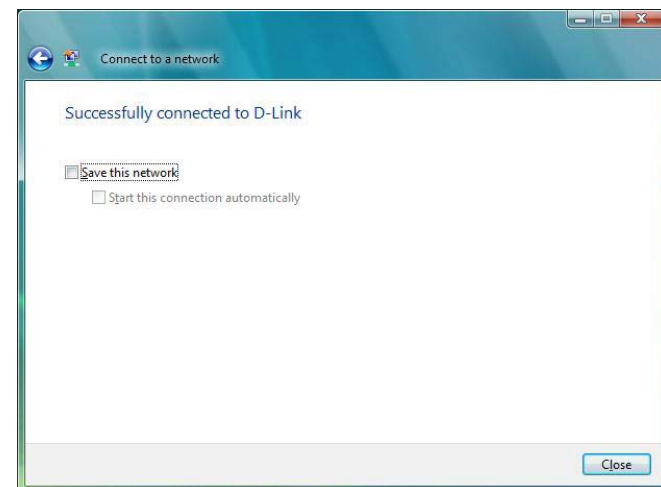 Connect to a network
Successfully connected to D-Link
Save this network
Start this connection automatically
Close